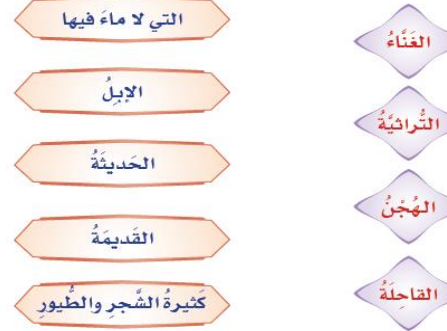 الغَنَّاءُ
التُّراثيَّةُ
الهُجْنُ
القاحِلَةُ
التي لا ماءَ فيها
الإبِلُ
الحَديثَةُ
القَديمَةُ
كَثيرةُ الشَّجرِ والطُّيورِ